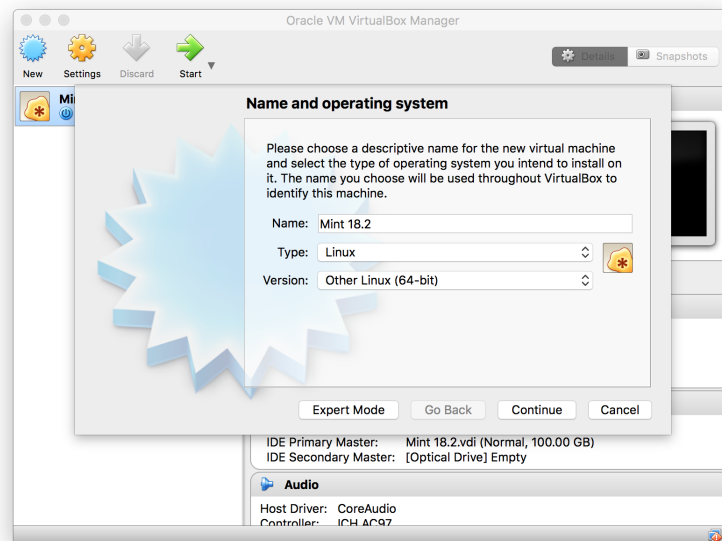 Oracle VM VirtualBox Manager
New Settings Discard Start
Details Snapshots
Name and operating system
Please choose a descriptive name for the new virtual machine
and select the type of operating system you intend to install on
it. The name you choose will be used throughout VirtualBox to
identify this machine.
Name: Mint 18.2
Type: Linux
Version: Other Linux (64-bit)
Expert Mode Go Back Continue Cancel
IDE Primary Master: Mint 18.2.vdi (Normal, 100.00 GB)
IDE Secondary Master: [Optical Drive] Empty
Audio
Host Driver: CoreAudio
Controller: ICH AC97